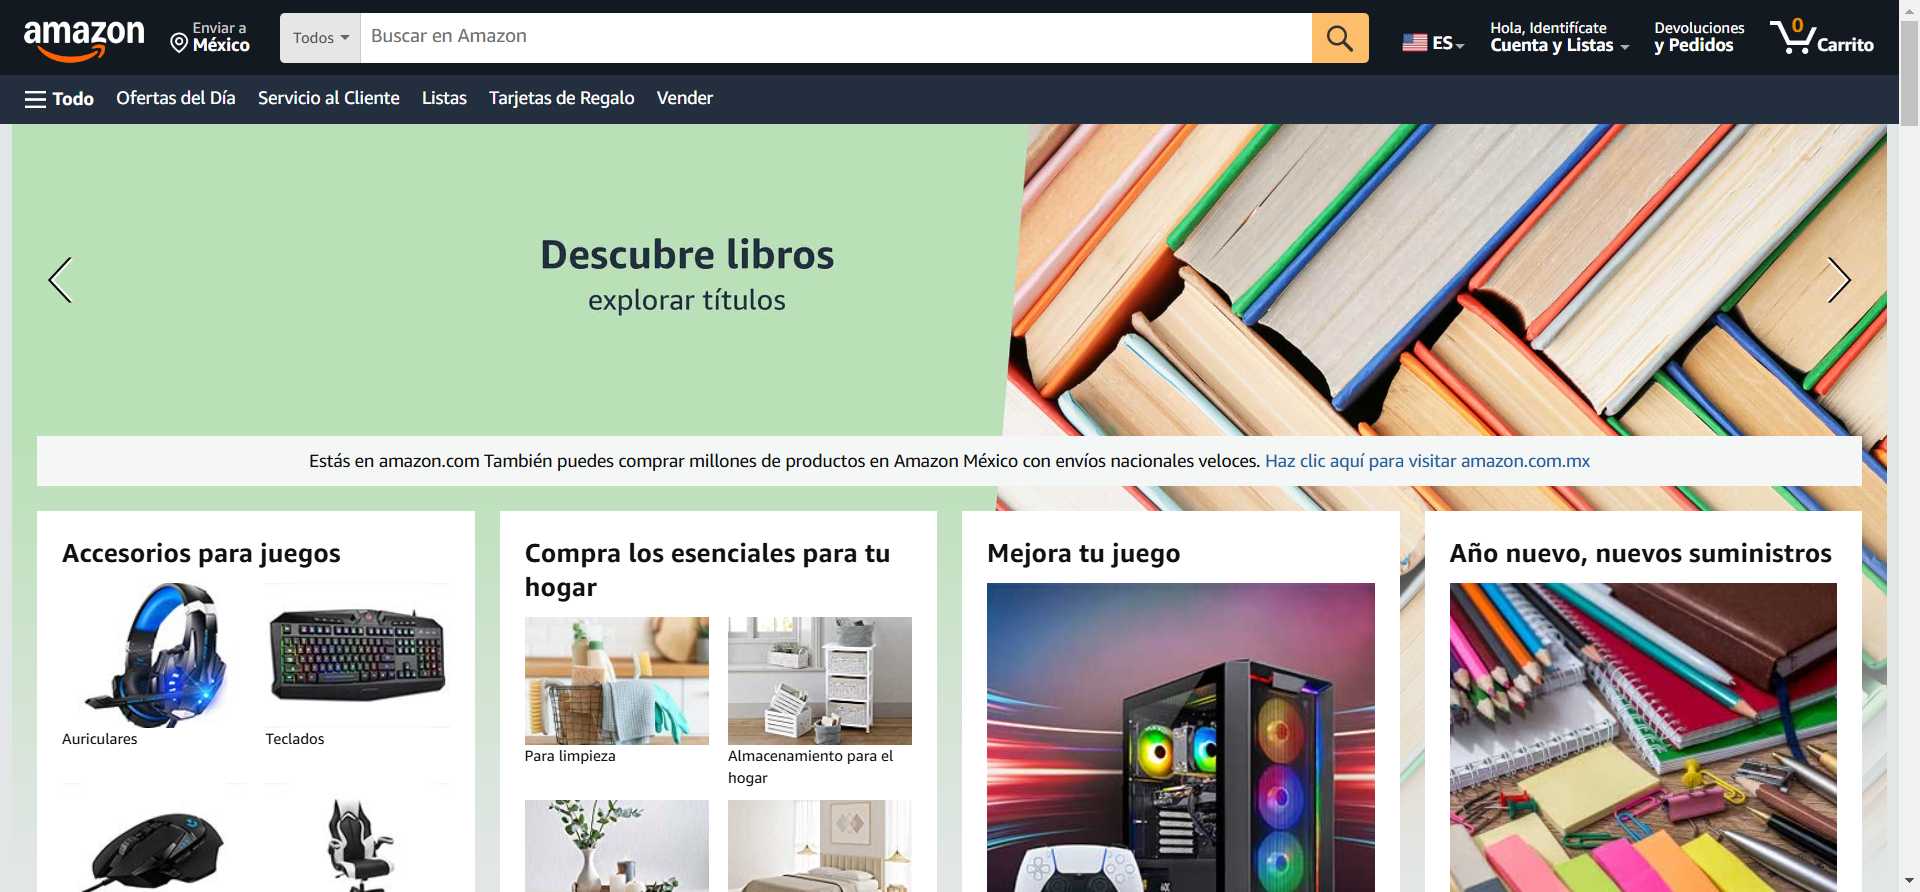 amazon
Enviar a
México
Todos
Buscar en Amazon
ES
Hola, Identifícate
Cuenta y Listas
Devoluciones
y Pedidos
0
Carrito
Todo
Ofertas del Día
Servicio al Cliente
Listas
Tarjetas de Regalo
Vender
Descubre libros
explorar títulos
Estás en amazon.com También puedes comprar millones de productos en Amazon México con envíos nacionales veloces. Haz clic aquí para visitar amazon.com.mx
Accesorios para juegos
Auriculares
Teclados
Compra los esenciales para tu
hogar
Para limpieza
Almacenamiento para el
hogar
Mejora tu juego
Año nuevo, nuevos suministros